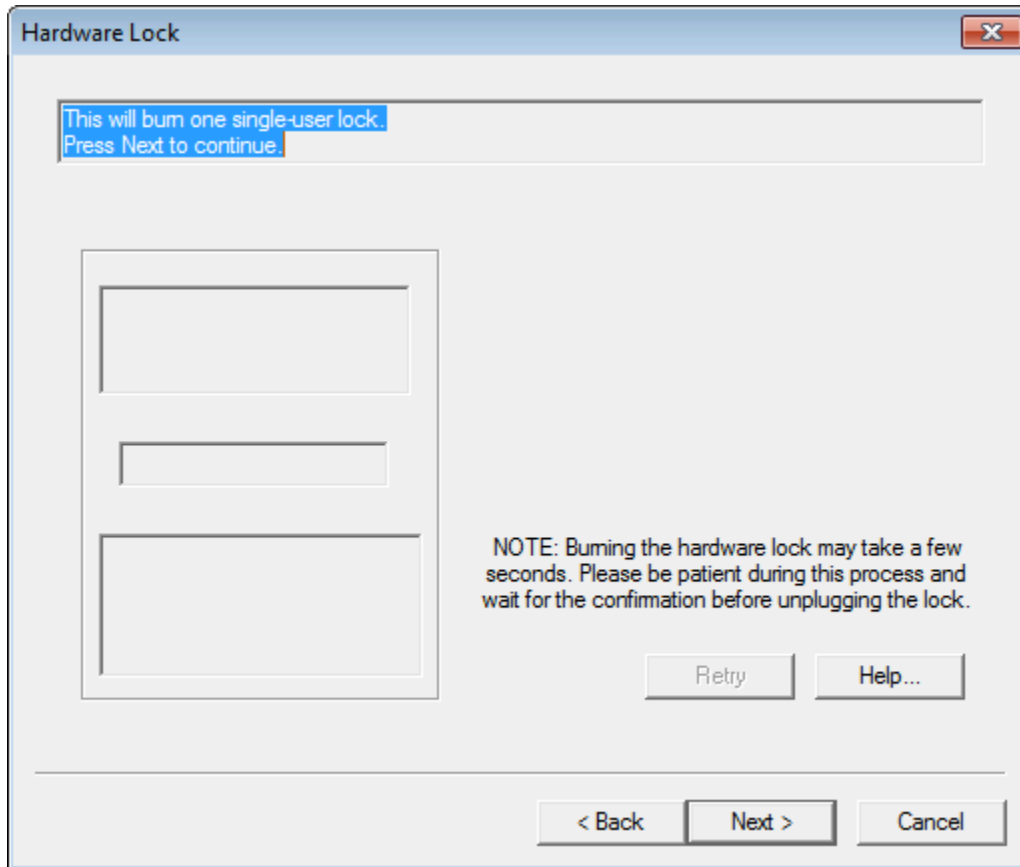 Hardware Lock
This will burn one single-user lock.
Press Next to continue.
NOTE: Burning the hardware lock may take a few
seconds. Please be patient during this process and
wait for the confirmation before unplugging the lock.
Retry
Help...
< Back
Next >
Cancel